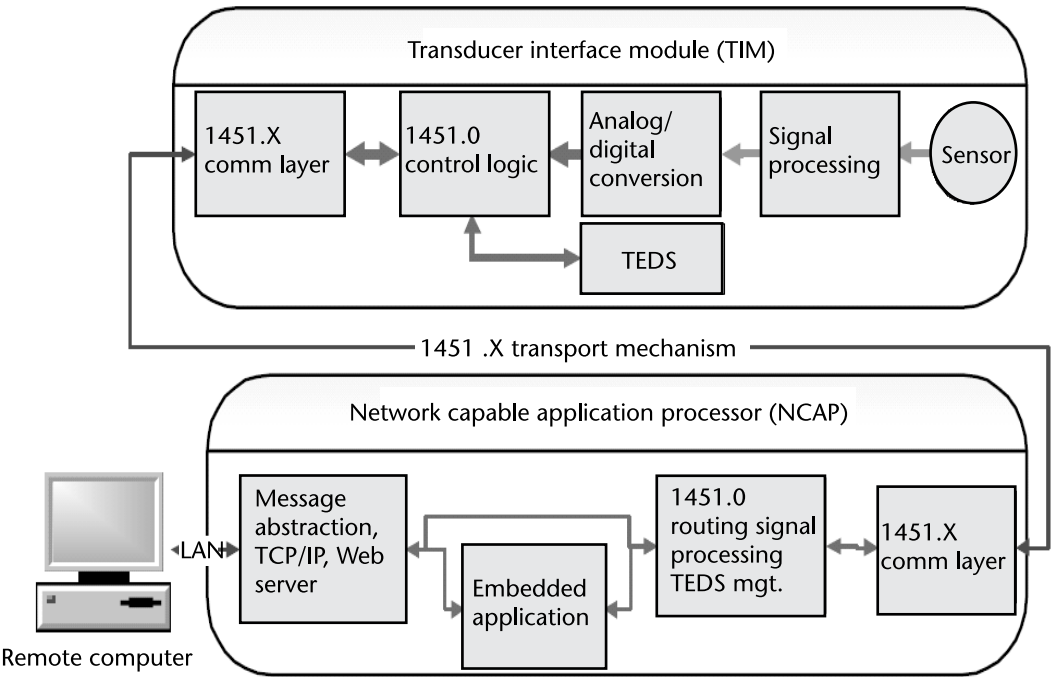 Transducer interface module (TIM)
1451.X
comm layer
1451.0
control logic
Analog/
digital
conversion
Signal
processing
Sensor
TEDS
1451 .X transport mechanism
Network capable application processor (NCAP)
Message
abstraction,
TCP/IP, Web
server
LAN
Embedded
application
1451.0
routing signal
processing
TEDS mgt.
1451.X
comm layer
Remote computer